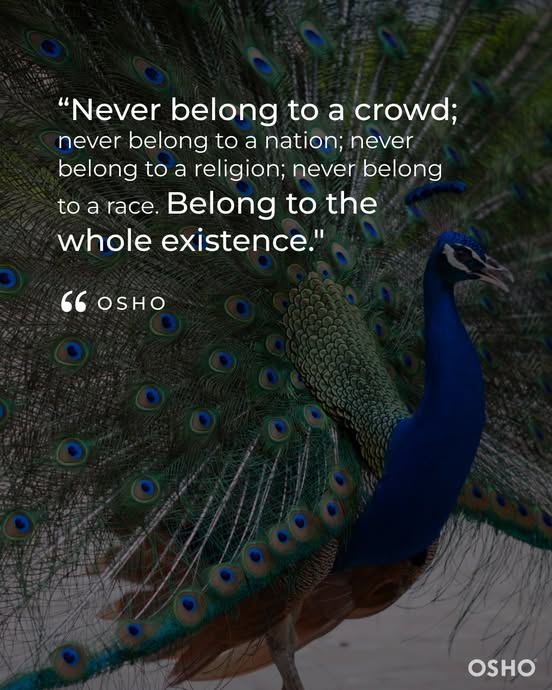 “Never belong to a crowd;
never belong to a nation; never
belong to a religion; never belong
to a race. Belong to the
whole existence."
“ OSHO
OSHO